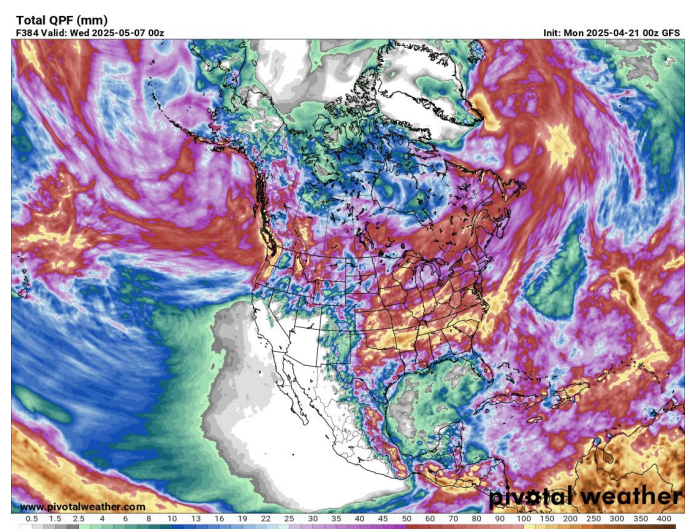 Total QPF (mm)
F384 Valid: Wed 2025-05-07 00z Init: Mon 2025-04-21 00z GFS
www.pivotalweather.com
pivotal weather
0.5 1.5 2.5 4 6 8 10 13 16 19 22 25 30 35 40 45 50 60 70 80 90 100 150 200 250 300 350 400